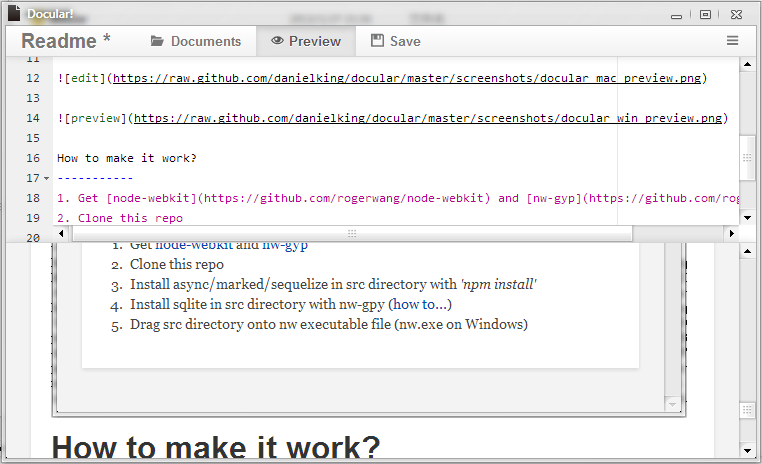 Docular!
Readme *
Documents
Preview
Save
11
12 ![edit](https://raw.github.com/danielking/docular/master/screenshots/docular_mac_preview.png)
13
14 ![preview](https://raw.github.com/danielking/docular/master/screenshots/docular_win_preview.png)
15
16 How to make it work?
17 -----------
18 1. Get [node-webkit](https://github.com/rogerwang/node-webkit) and [nw-gyp](https://github.com/rog
19 2. Clone this repo
20
1. Get node-webkit and nw-gyp
2. Clone this repo
3. Install async/marked/sequelize in src directory with 'npm install'
4. Install sqlite in src directory with nw-gpy (how to...)
5. Drag src directory onto nw executable file (nw.exe on Windows)
How to make it work?